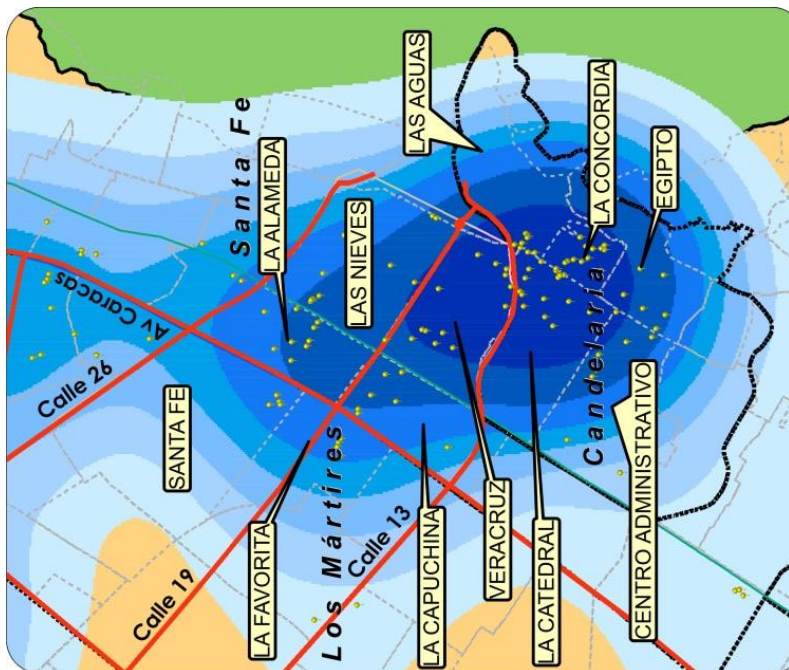 Santa Fe
LAS AGUAS
LA CONCORDIA
EGIPTO
LA ALAMEDA
LAS NIEVES
Av Caracas
Calle 26
SANTA FE
Candelaria
CENTRO ADMINISTRATIVO
LA FAVORITA
Los Mártires
Calle 13
LA CAPUCHINA
VERACRUZ
LA CATEDRAL
Calle 19